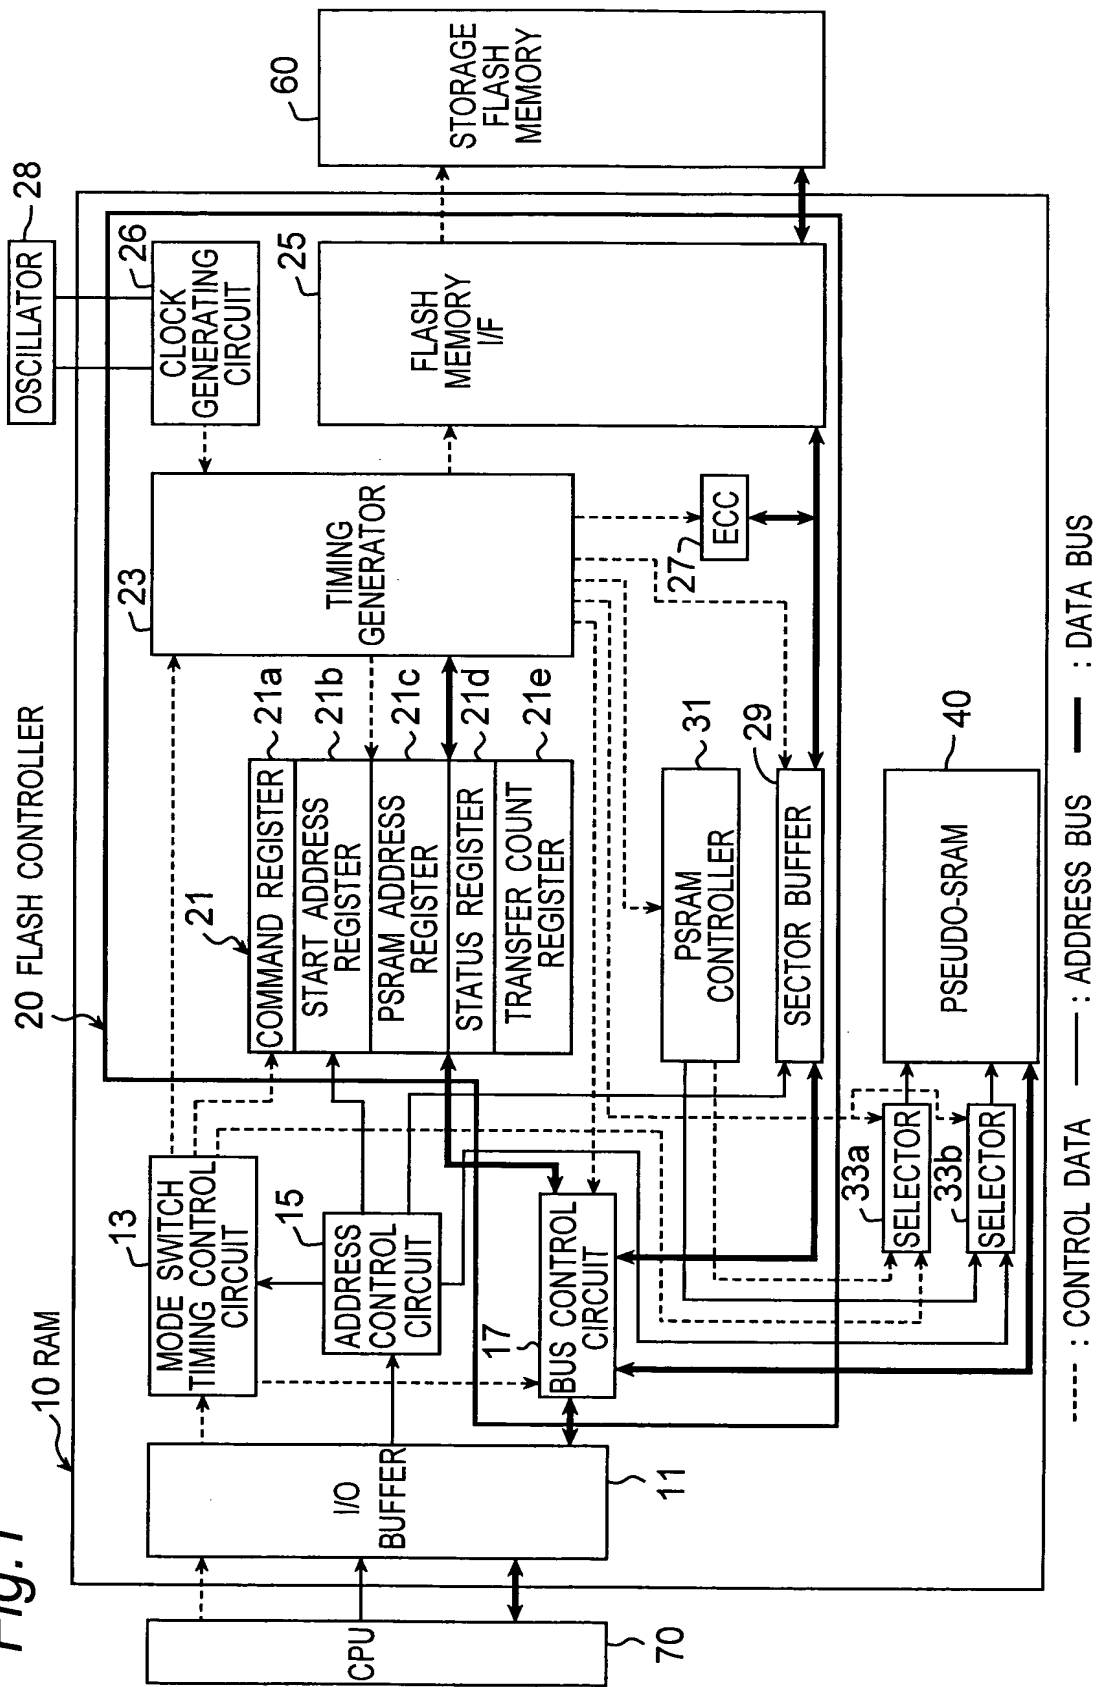 Fig.1
10 RAM
20 FLASH CONTROLLER
OSCILLATOR
28
CPU
70
I/O
BUFFER
11
13
MODE SWITCH
TIMING CONTROL
CIRCUIT
15
ADDRESS
CONTROL
CIRCUIT
17
BUS CONTROL
CIRCUIT
21
COMMAND REGISTER
21a
START ADDRESS
REGISTER
21b
PSRAM ADDRESS
REGISTER
21c
STATUS REGISTER
21d
TRANSFER COUNT
REGISTER
21e
23
TIMING
GENERATOR
CLOCK
GENERATING
CIRCUIT
26
25
FLASH
MEMORY
I/F
60
STORAGE
FLASH
MEMORY
27
ECC
PSRAM
CONTROLLER
31
SECTOR BUFFER
29
33a
SELECTOR
33b
SELECTOR
PSEUDO-SRAM
40
: CONTROL DATA
S: ADDRESS BUS
: DATA BUS